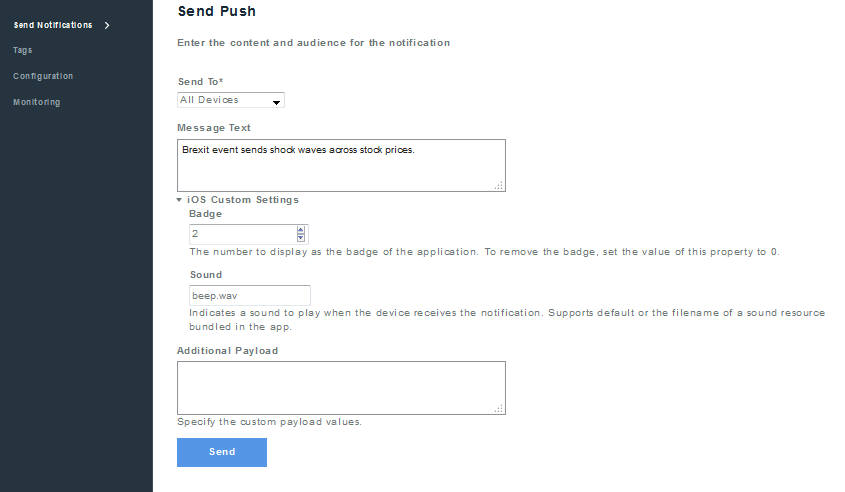 Send Push
Send Notifications
Tags
Configuration
Monitoring
Enter the content and audience for the notification
Send To*
All Devices
Message Text
Brexit event sends shock waves across stock prices.
iOS Custom Settings
Badge
2
The number to display as the badge of the application. To remove the badge, set the value of this property to 0.
Sound
beep.wav
Indicates a sound to play when the device receives the notification. Supports default or the filename of a sound resource
bundled in the app.
Additional Payload
Specify the custom payload values.
Send